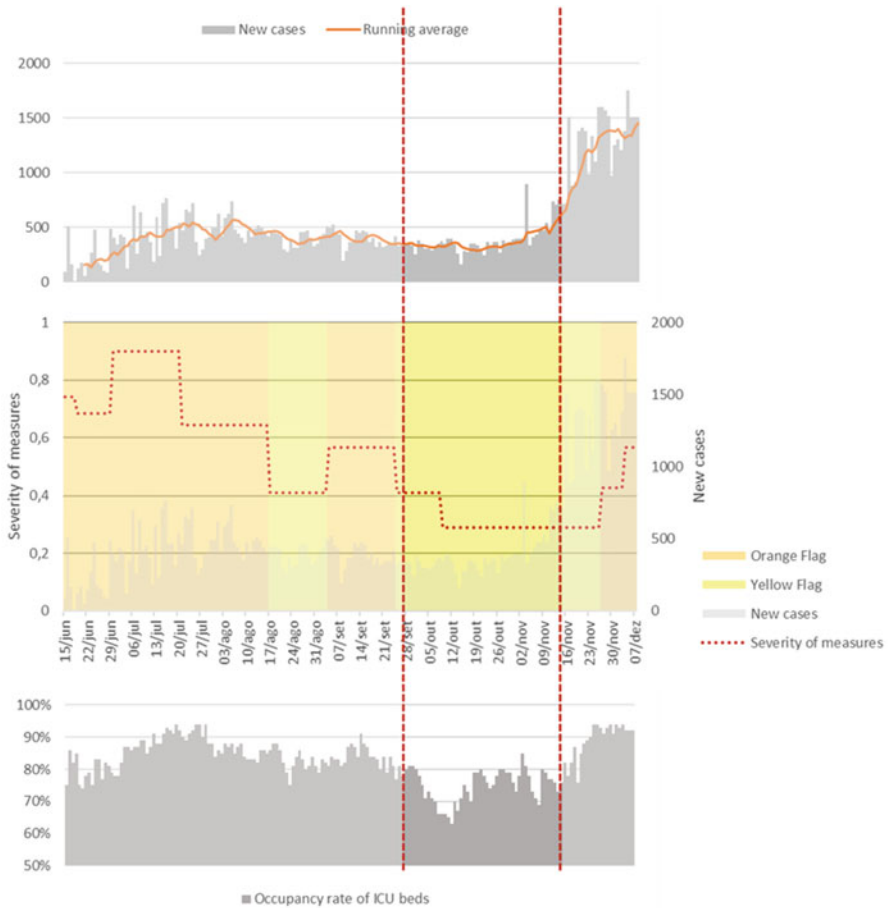 New cases Running average
2000
1500
1000
500
0
1 2000
0,8
1500
0,6
1000
0,4
500
0,2
0 0
Severity of measures
New cases
Orange Flag
Yellow Flag
New cases
Severity of measures
15/jun
22/jun
29/jun
06/jul
13/jul
20/jul
27/jul
03/ago
10/ago
17/ago
24/ago
31/ago
07/set
14/set
21/set
28/set
05/out
12/out
19/out
26/out
02/nov
09/nov
16/nov
23/nov
30/nov
07/dez
100%
90%
80%
70%
60%
50%
Occupancy rate of ICU beds